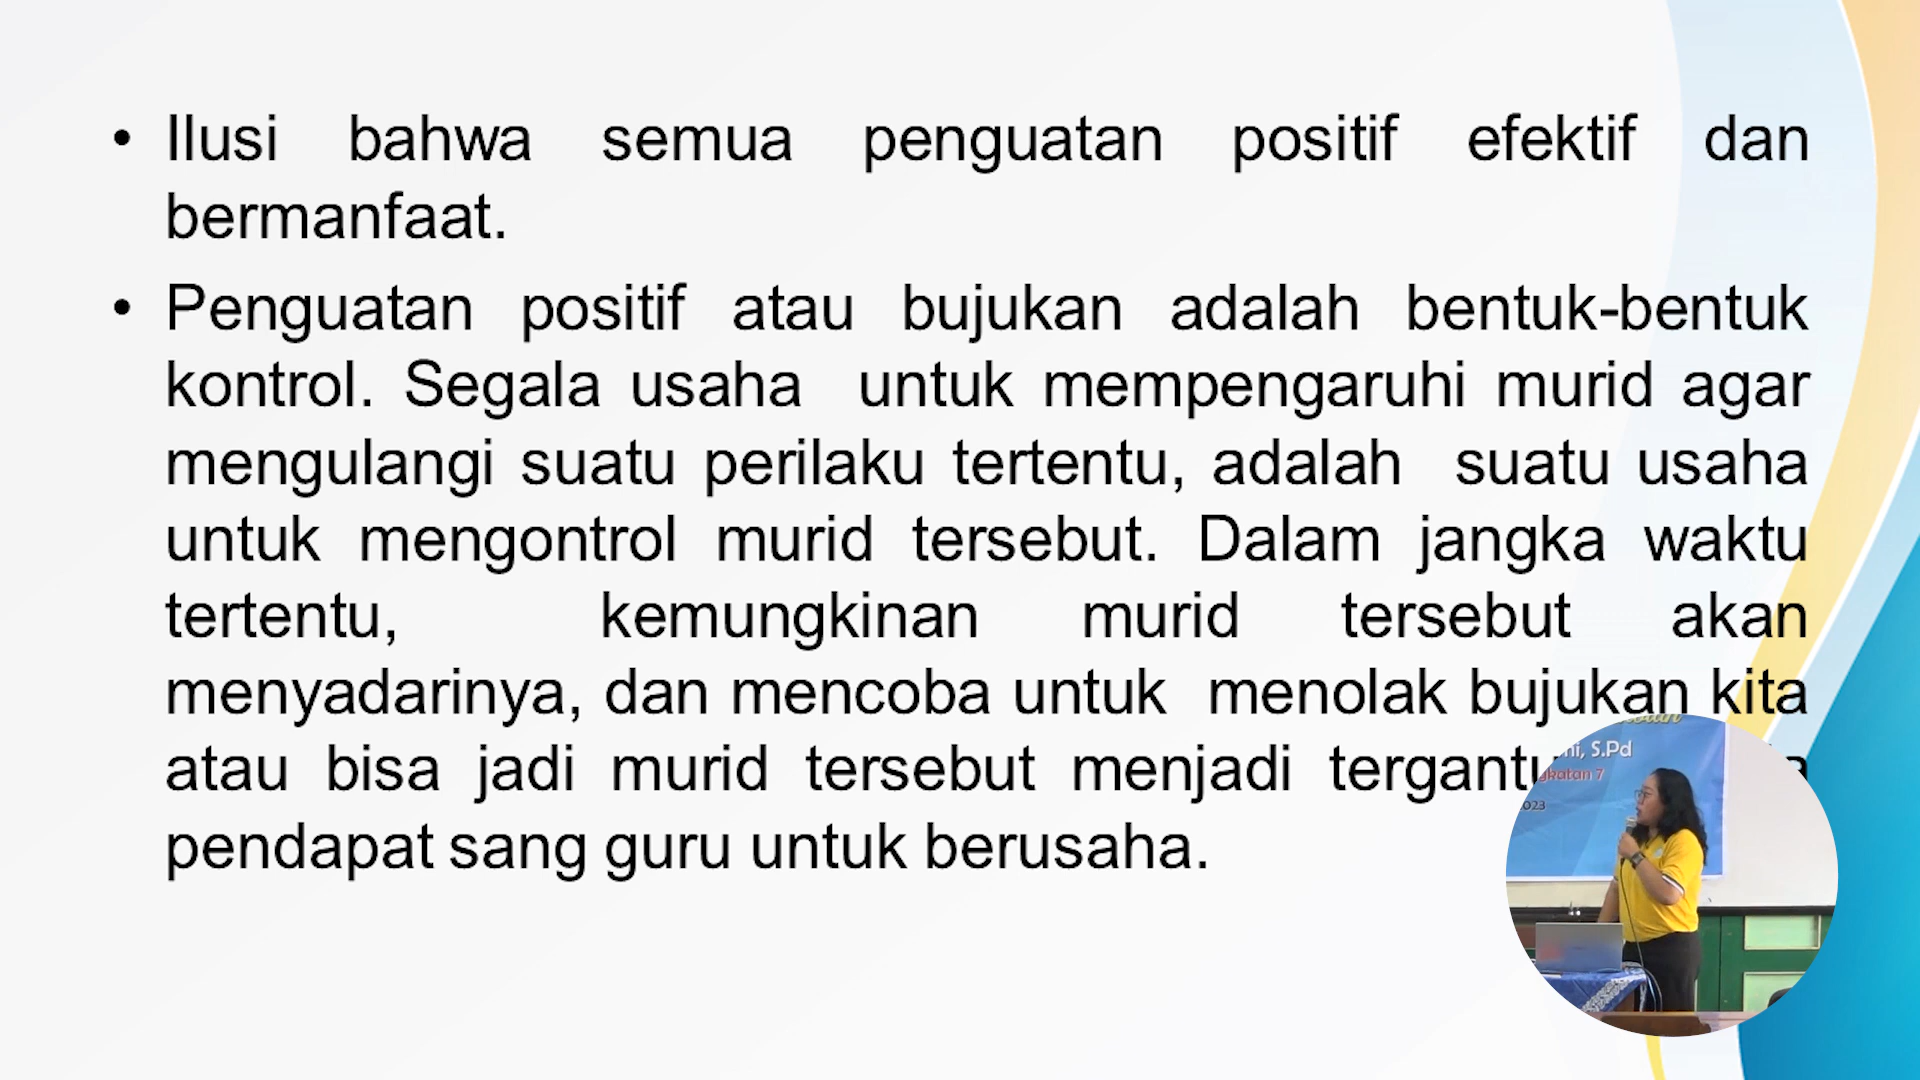 • Ilusi bahwa semua penguatan positif efektif dan
bermanfaat.
• Penguatan positif atau bujukan adalah bentuk-bentuk
kontrol. Segala usaha untuk mempengaruhi murid agar
mengulangi suatu perilaku tertentu, adalah suatu usaha
untuk mengontrol murid tersebut. Dalam jangka waktu
tertentu, kemungkinan murid tersebut akan
menyadarinya, dan mencoba untuk menolak bujukan kita
atau bisa jadi murid tersebut menjadi
pendapat sang guru untuk berusaha.
S.Pd
7